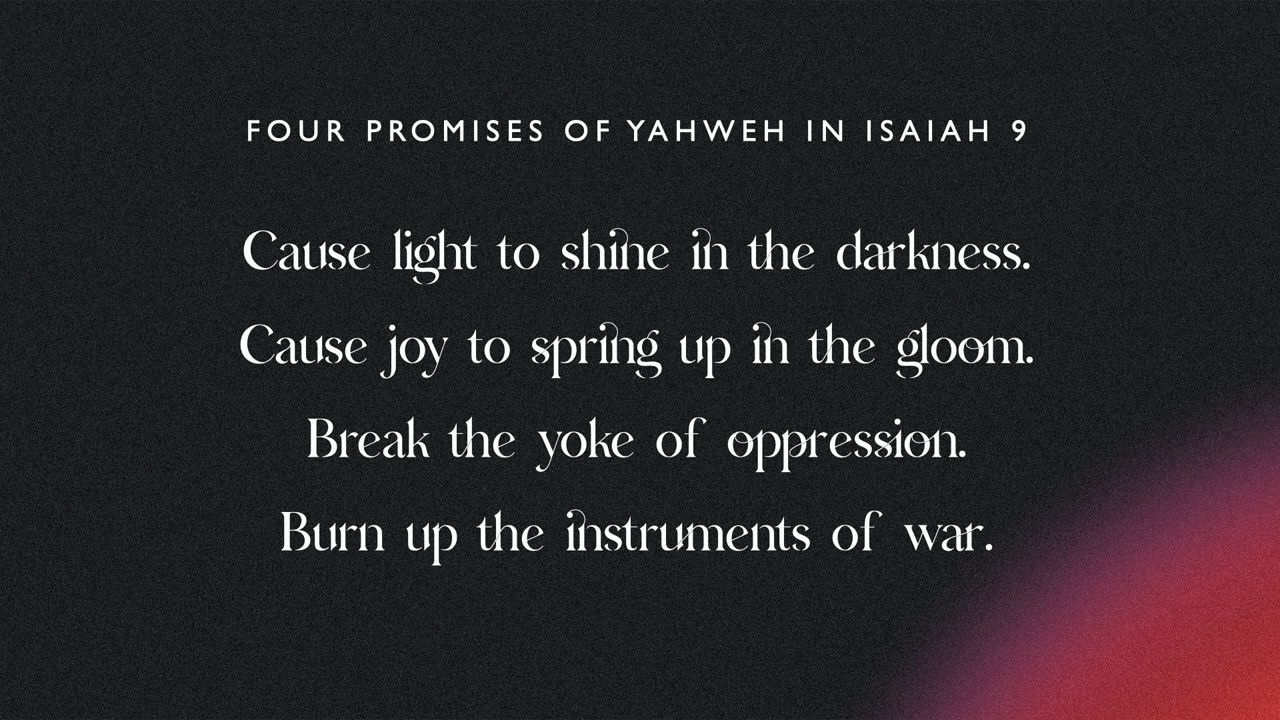 FOUR PROMISES OF YAHWEH IN ISAIAH 9
Cause light to shine in the darkness.
Cause joy to spring up in the gloom.
Break the yoke of oppression.
Burn up the instruments of war.